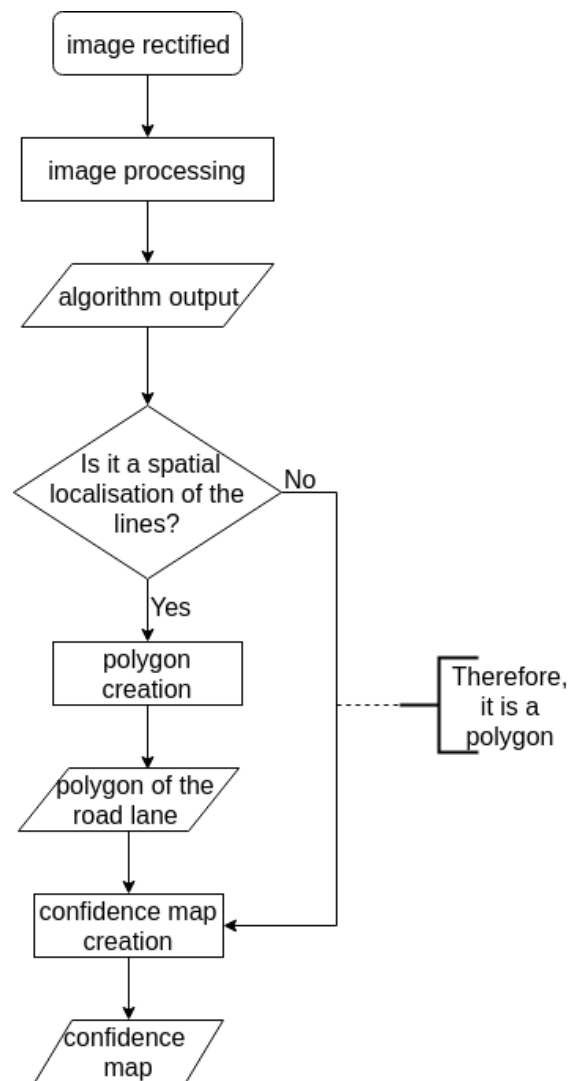 image rectified
image processing
algorithm output
Is it a spatial
localisation of the
lines?
No
Yes
polygon
creation
Therefore,
it is a
polygon
polygon of the
road lane
confidence map
creation
confidence
map